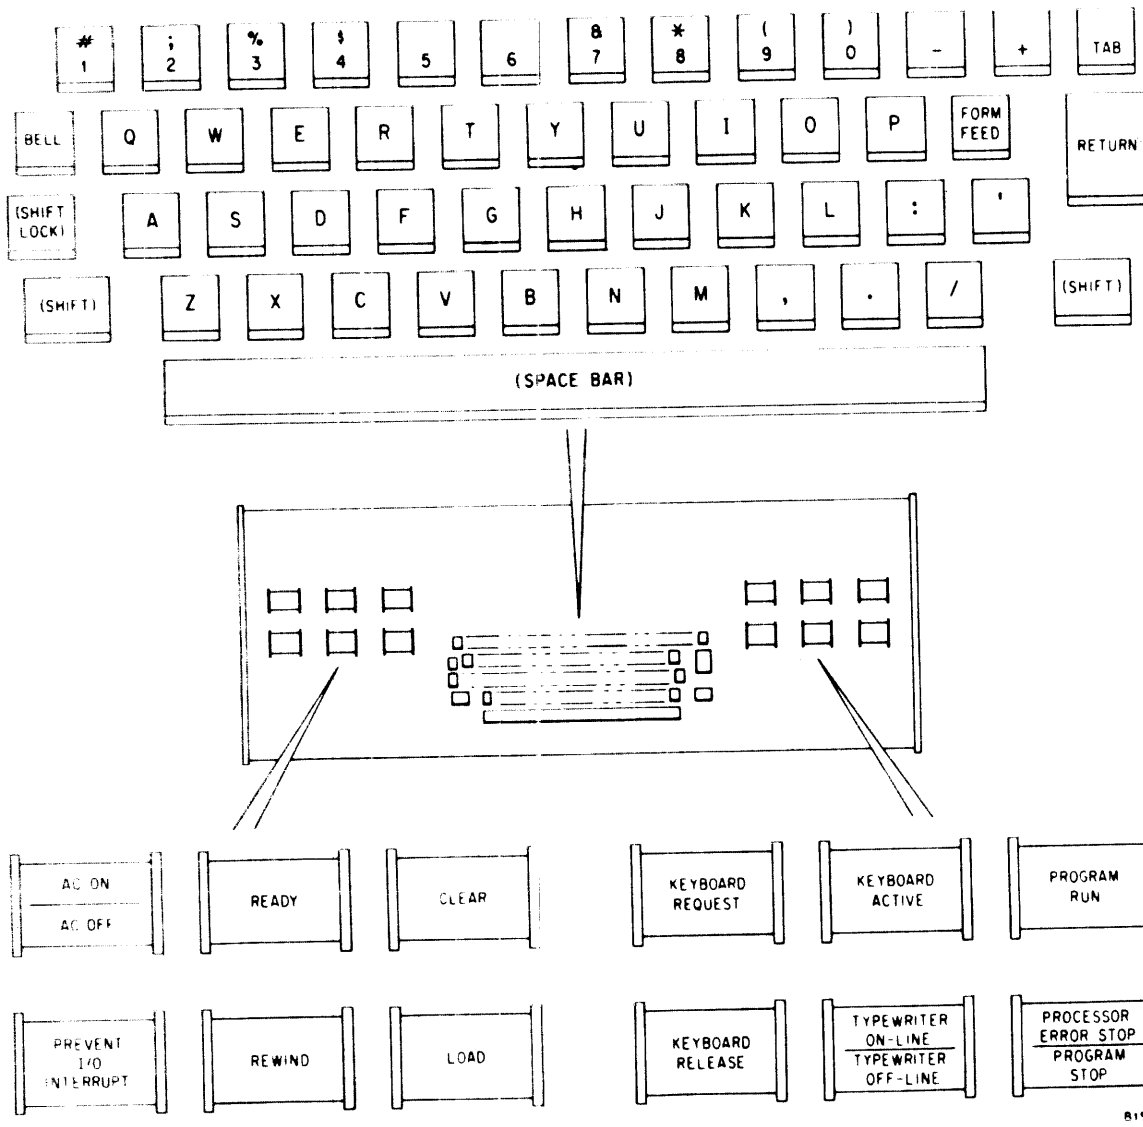 # ; % $ & * ( )
1 2 3 4 5 6 7 8 9 0 - + TAB
BELL Q W E R T Y U I O P FORM FEED RETURN
(SHIFT LOCK) A S D F G H J K L : '
(SHIFT) Z X C V B N M , . / (SHIFT)
(SPACE BAR)
AC ON
AC OFF
READY
CLEAR
KEYBOARD
REQUEST
KEYBOARD
ACTIVE
PROGRAM
RUN
PREVENT
I/O
INTERRUPT
REWIND
LOAD
KEYBOARD
RELEASE
TYPEWRITER
ON-LINE
TYPEWRITER
OFF-LINE
PROCESSOR
ERROR STOP
PROGRAM
STOP